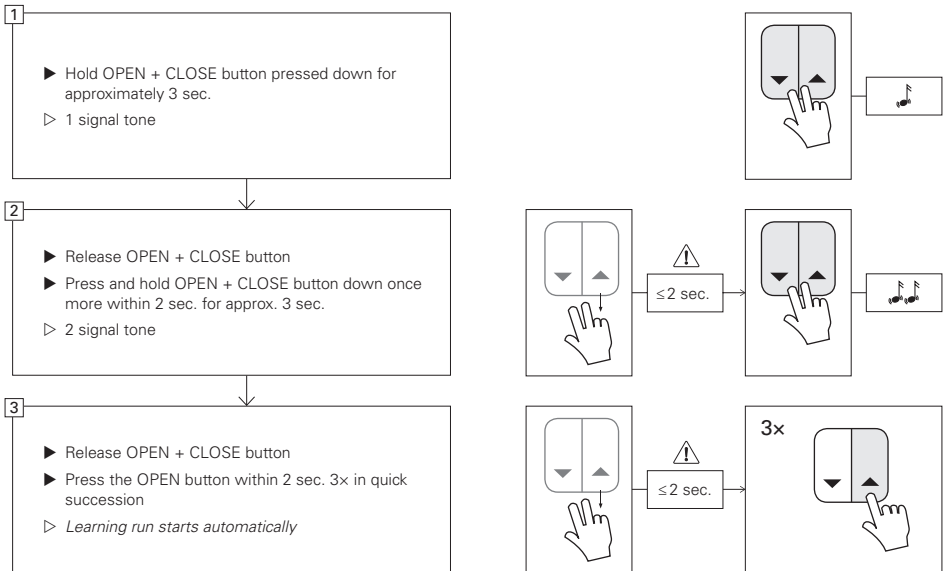 1
▶ Hold OPEN + CLOSE button pressed down for
approximately 3 sec.
▷ 1 signal tone
2
▶ Release OPEN + CLOSE button
▶ Press and hold OPEN + CLOSE button down once
more within 2 sec. for approx. 3 sec.
▷ 2 signal tone
≤2 sec.
3
▶ Release OPEN + CLOSE button
▶ Press the OPEN button within 2 sec. 3× in quick
succession
▷ Learning run starts automatically
≤2 sec.
3×